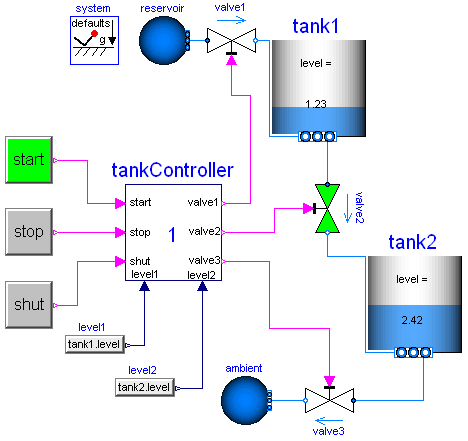 system
defaults
g
reservoir
valve1
tank1
level =
1.23
start
tankController
start
valve1
stop
stop
1
valve2
valve2
shut
valve3
level1
level2
shut
tank2
level =
2.42
level1
tank1.level
level2
tank2.level
ambient
valve3